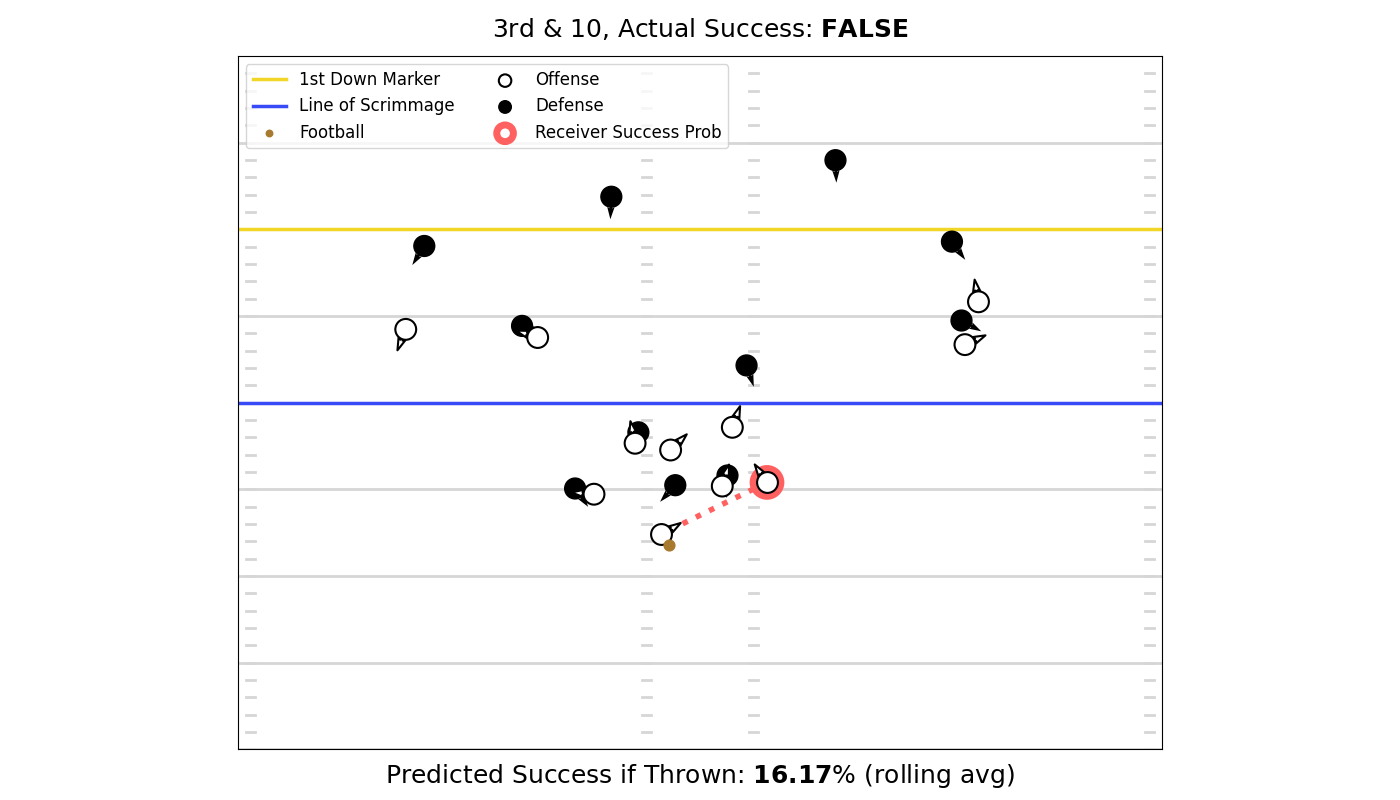 3rd & 10, Actual Success: FALSE
1st Down Marker
Line of Scrimmage
Football
Offense
Defense
Receiver Success Prob
Predicted Success if Thrown: 16.17% (rolling avg)